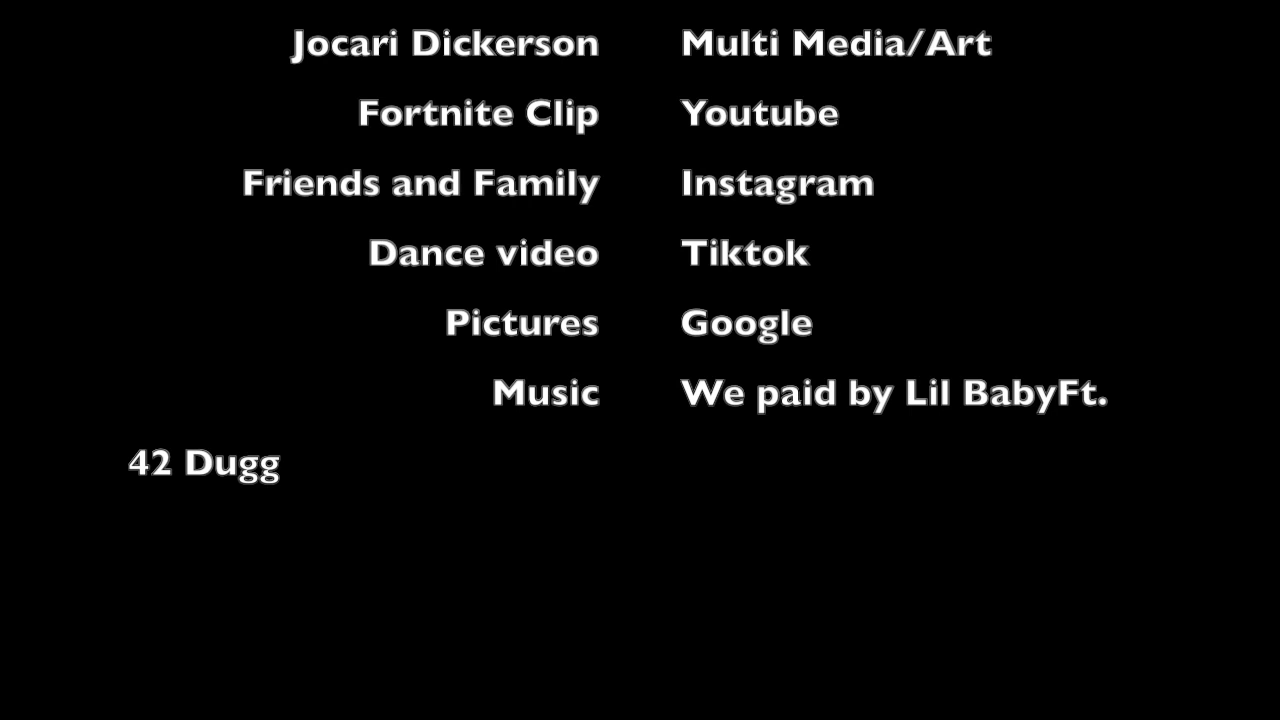 Jocari Dickerson Multi Media/Art
Fortnite Clip Youtube
Friends and Family Instagram
Dance video Tiktok
Pictures Google
Music We paid by Lil BabyFt.
42 Dugg